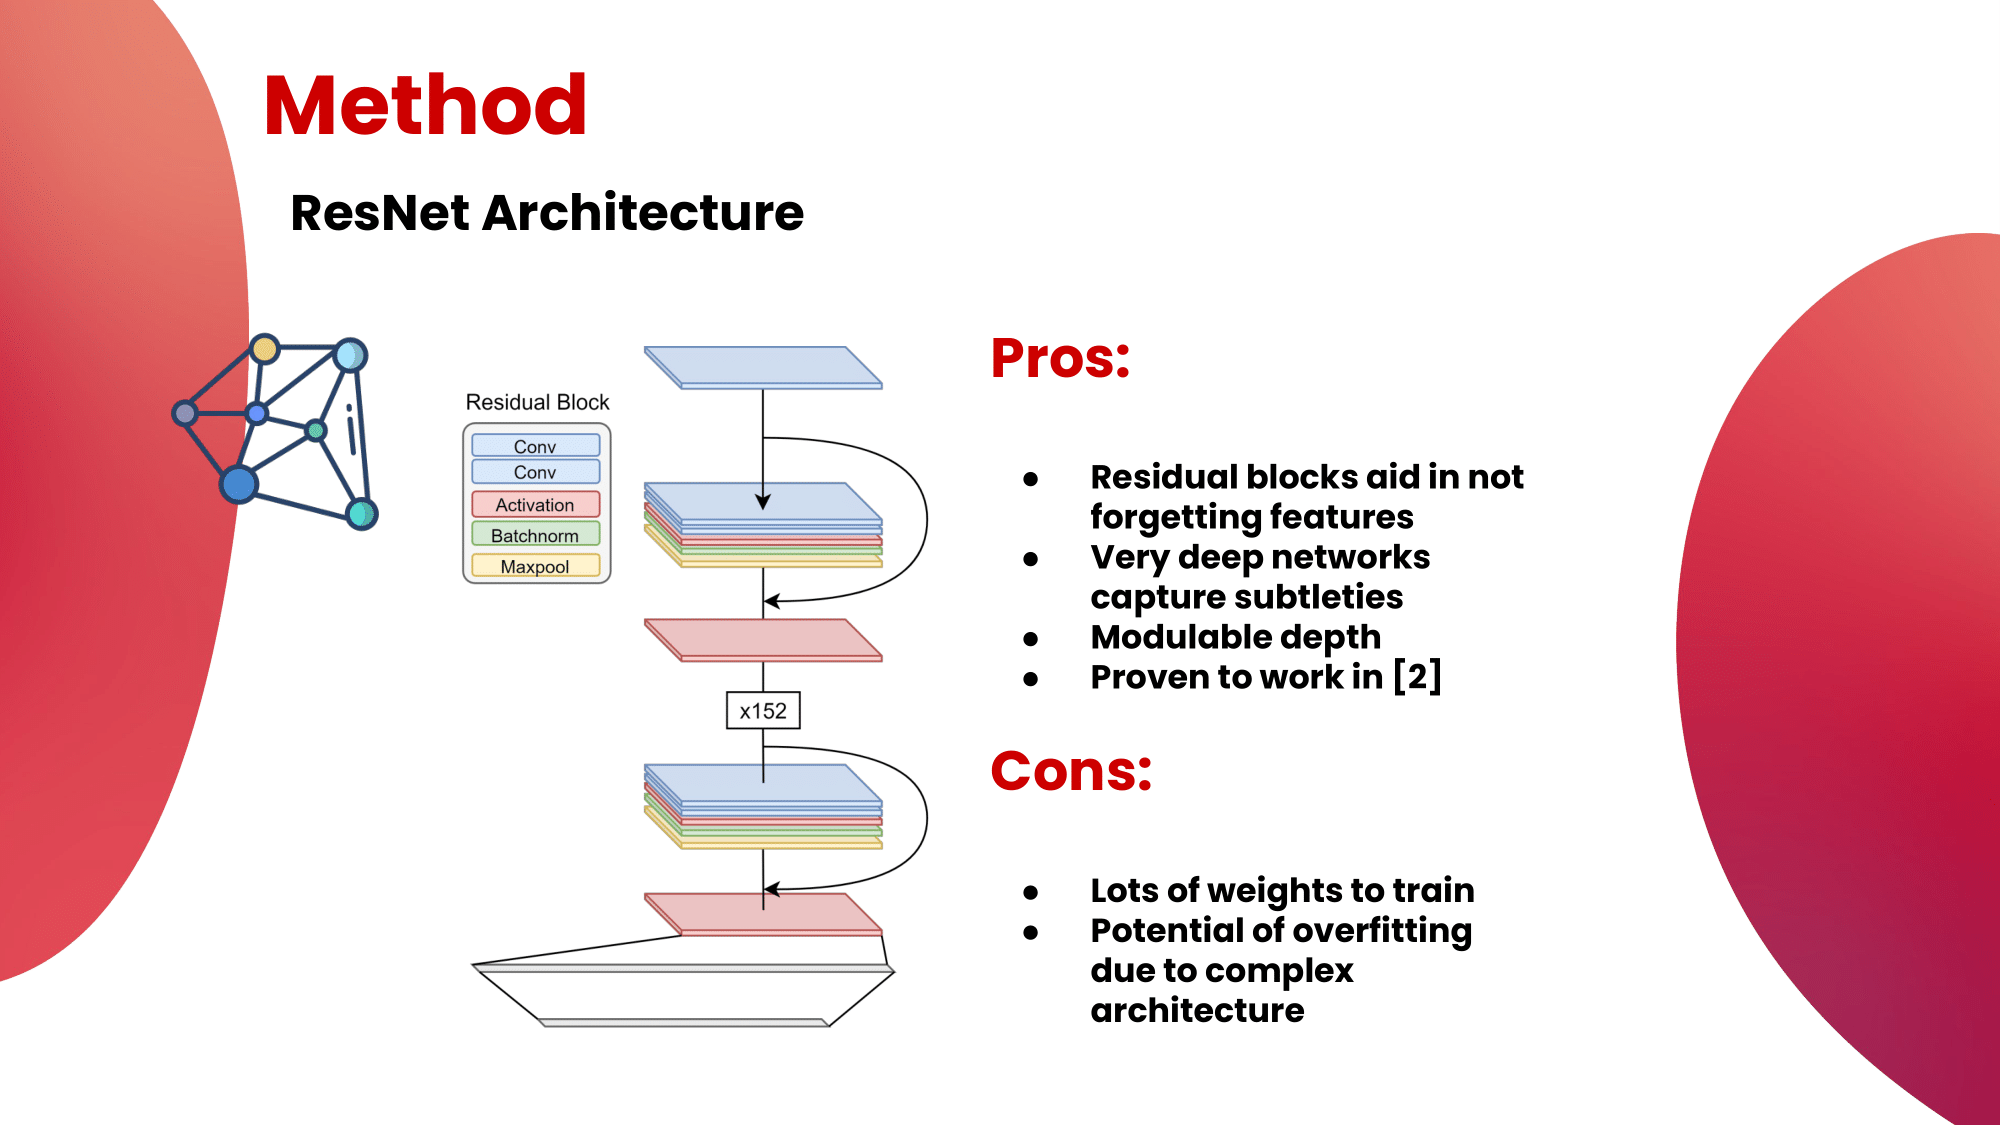 Method
ResNet Architecture
Residual Block
Conv
Conv
Activation
Batchnorm
Maxpool
x152
Pros:
● Residual blocks aid in not
forgetting features
● Very deep networks
capture subtleties
● Modulable depth
● Proven to work in [2]
Cons:
● Lots of weights to train
● Potential of overfitting
due to complex
architecture